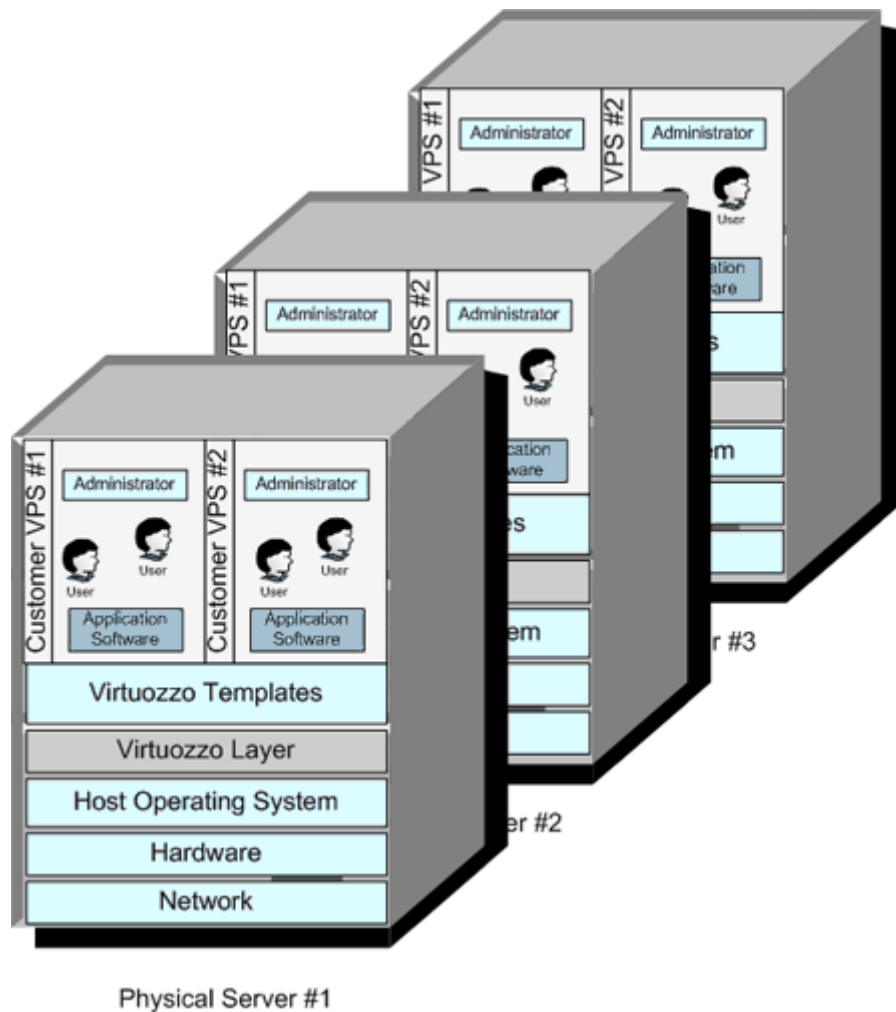 VPS #1
Administrator
VPS #2
Administrator
User
ation
are
s
em
r #3
VPS #1
Administrator
VPS #2
Administrator
User
cation
ware
es
em
er #2
Customer VPS #1
Administrator
User
User
Application
Software
Customer VPS #2
Administrator
User
User
Application
Software
Virtuozzo Templates
Virtuozzo Layer
Host Operating System
Hardware
Network
Physical Server #1